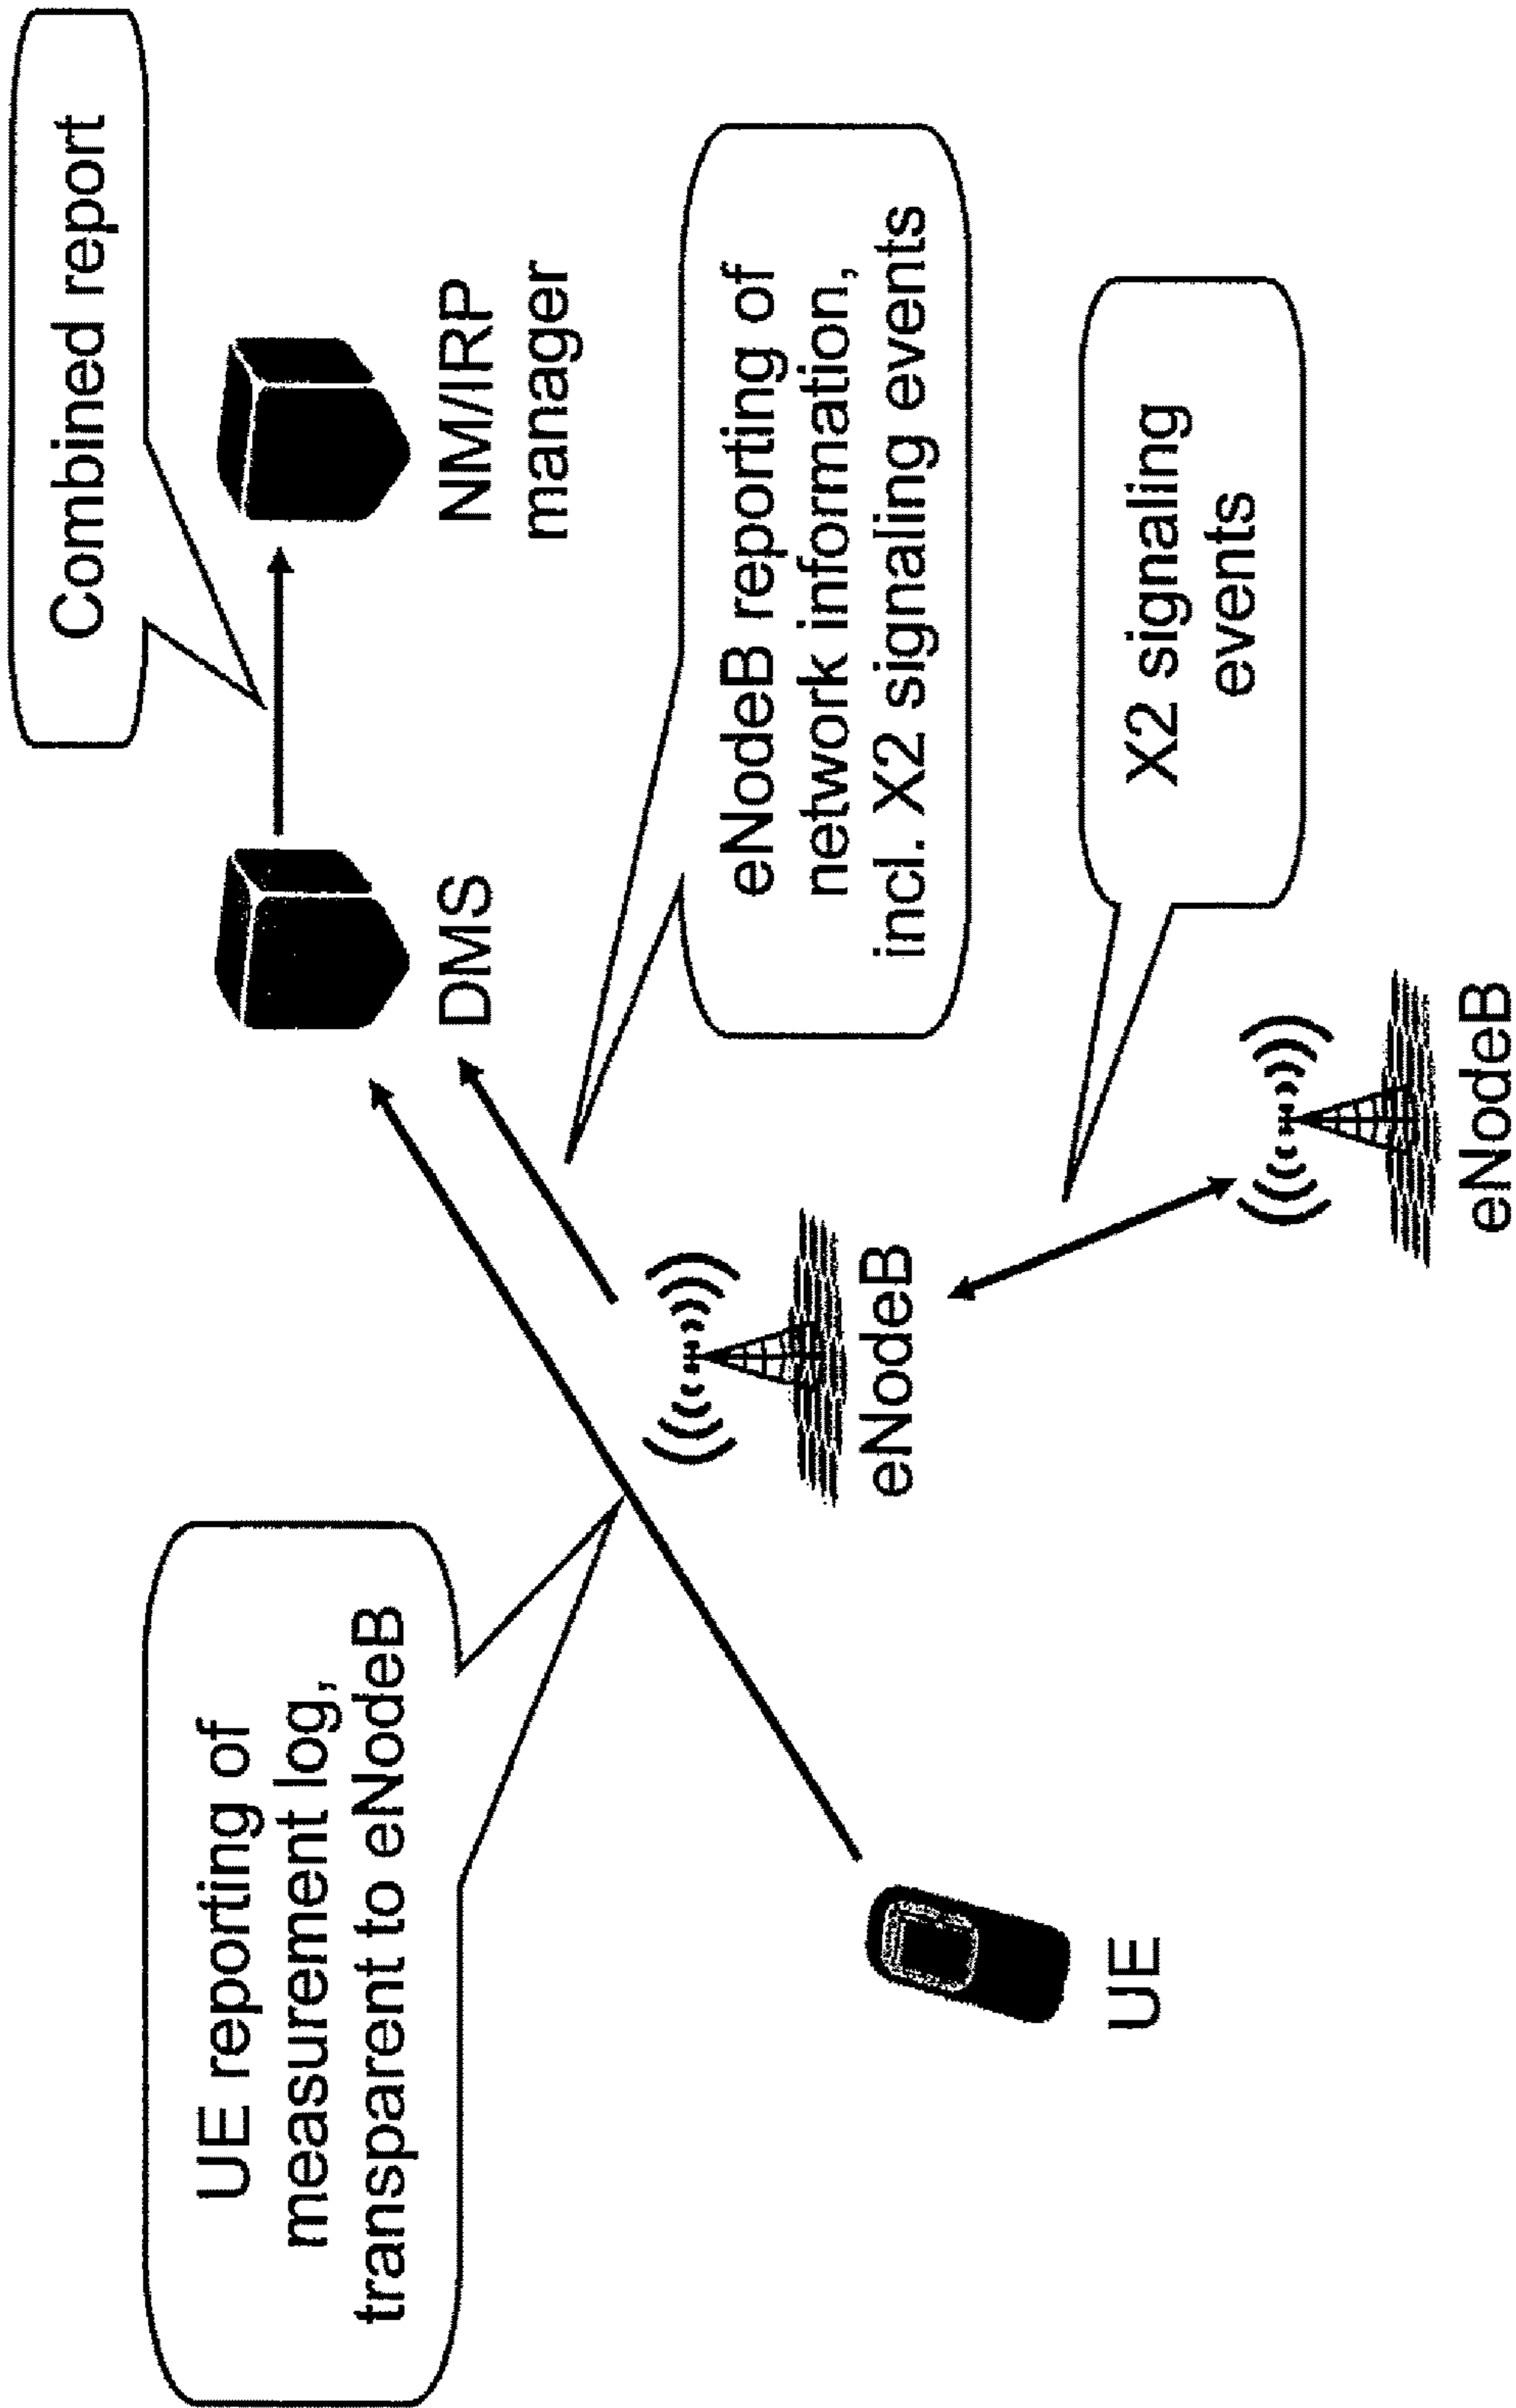 Combined report
UE reporting of
measurement log,
transparent to eNodeB
DMS
NM/IRP
manager
eNodeB reporting of
network information,
incl. X2 signaling events
eNodeB
UE
X2 signaling
events
eNodeB